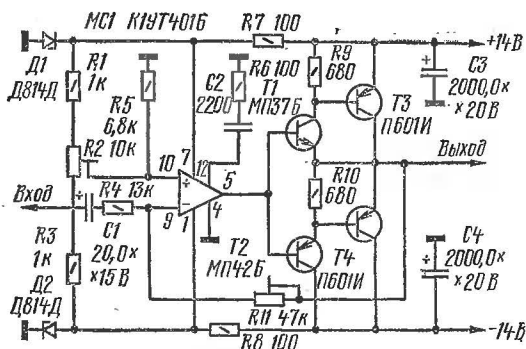 МС1 К1УТ401Б
R7 100
+14В
Д1
Д814Д
R1
1к
R5
6,8к
C2
2200
R6 100
T1
МП37Б
R9
680
T3
П601И
C3
2000,0×
×20В
R2 10к
10
7
12
5
Вход
R4 13к
+
−
9
1
4
Выход
R10
680
R3
1к
C1
20,0×
×15В
T2
МП42Б
T4
П601И
C4
2000,0×
×20В
Д2
Д814Д
R11 47к
R8 100
-14В